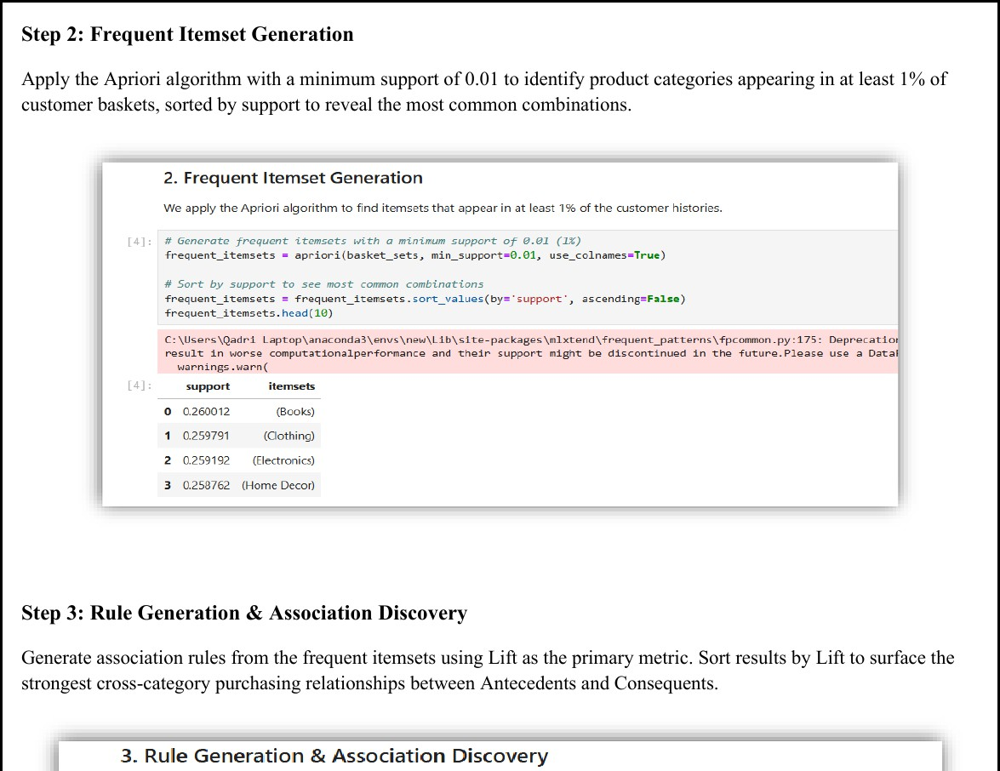 Step 2: Frequent Itemset Generation
Apply the Apriori algorithm with a minimum support of 0.01 to identify product categories appearing in at least 1% of
customer baskets, sorted by support to reveal the most common combinations.
2. Frequent Itemset Generation
We apply the Apriori algorithm to find itemsets that appear in at least 1% of the customer histories.
[4]: # Generate frequent itemsets with a minimum support of 0.01 (1%)
frequent_itemsets = apriori(basket_sets, min_support=0.01, use_colnames=True)
# Sort by support to see most common combinations
frequent_itemsets = frequent_itemsets.sort_values(by='support', ascending=False)
frequent_itemsets.head(10)
C:\Users\Qadri Laptop\anaconda3\envs\new\Lib\site-packages\mlxtend\frequent_patterns\fpcommon.py:175: Deprecation
result in worse computationalperformance and their support might be discontinued in the future.Please use a Data
warnings.warn(
[4]: support itemsets
0 0.260012 (Books)
1 0.259791 (Clothing)
2 0.259192 (Electronics)
3 0.258762 (Home Decor)
Step 3: Rule Generation & Association Discovery
Generate association rules from the frequent itemsets using Lift as the primary metric. Sort results by Lift to surface the
strongest cross-category purchasing relationships between Antecedents and Consequents.
3. Rule Generation & Association Discovery